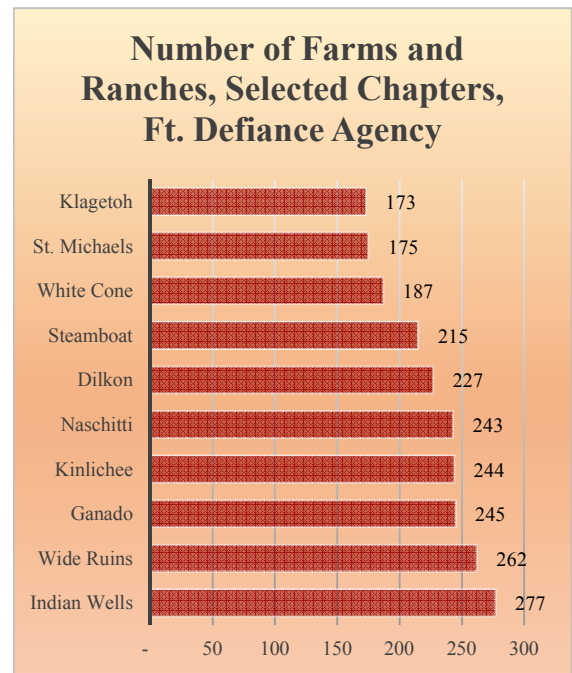 Number of Farms and
Ranches, Selected Chapters,
Ft. Defiance Agency
Klagetoh 173
St. Michaels 175
White Cone 187
Steamboat 215
Dilkon 227
Naschitti 243
Kinlichee 244
Ganado 245
Wide Ruins 262
Indian Wells 277
- 50 100 150 200 250 300